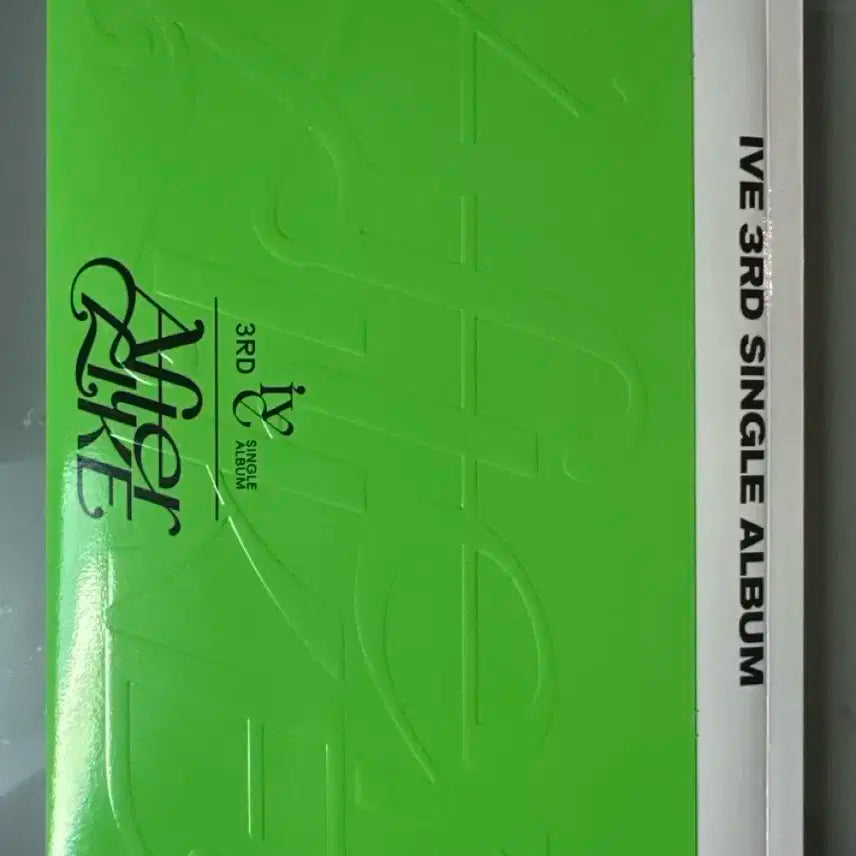 IVE 3RD SINGLE ALBUM
3RD IVE SINGLE
ALBUM
After
LIKE